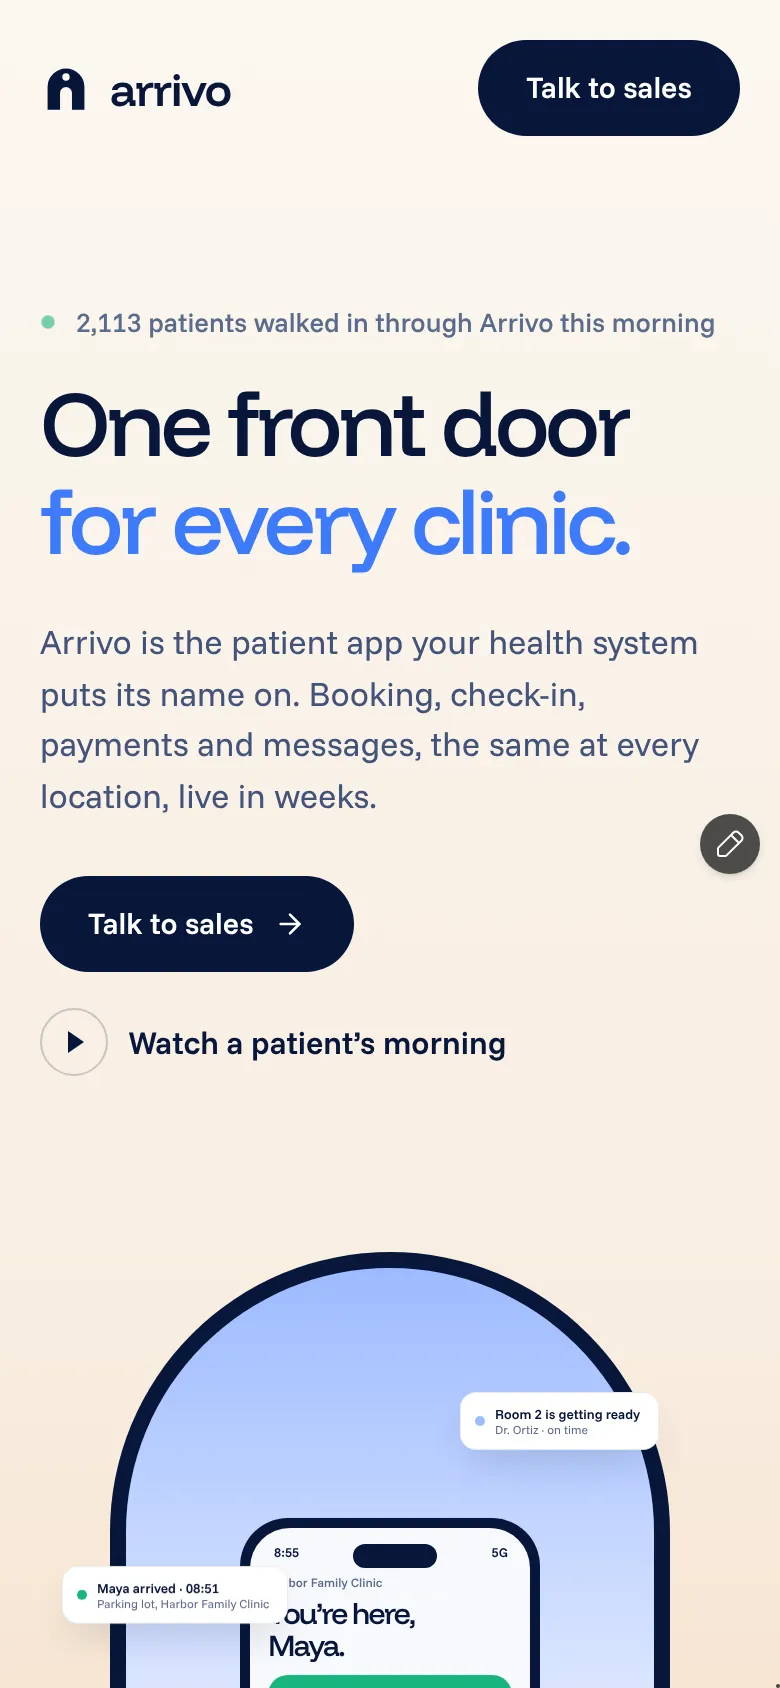 arrivo
Talk to sales
2,113 patients walked in through Arrivo this morning
One front door
for every clinic.
Arrivo is the patient app your health system
puts its name on. Booking, check-in,
payments and messages, the same at every
location, live in weeks.
Talk to sales
Watch a patient’s morning
Room 2 is getting ready
Dr. Ortiz · on time
8:55
5G
Maya arrived · 08:51
Parking lot, Harbor Family Clinic
bor Family Clinic
ou’re here,
Maya.